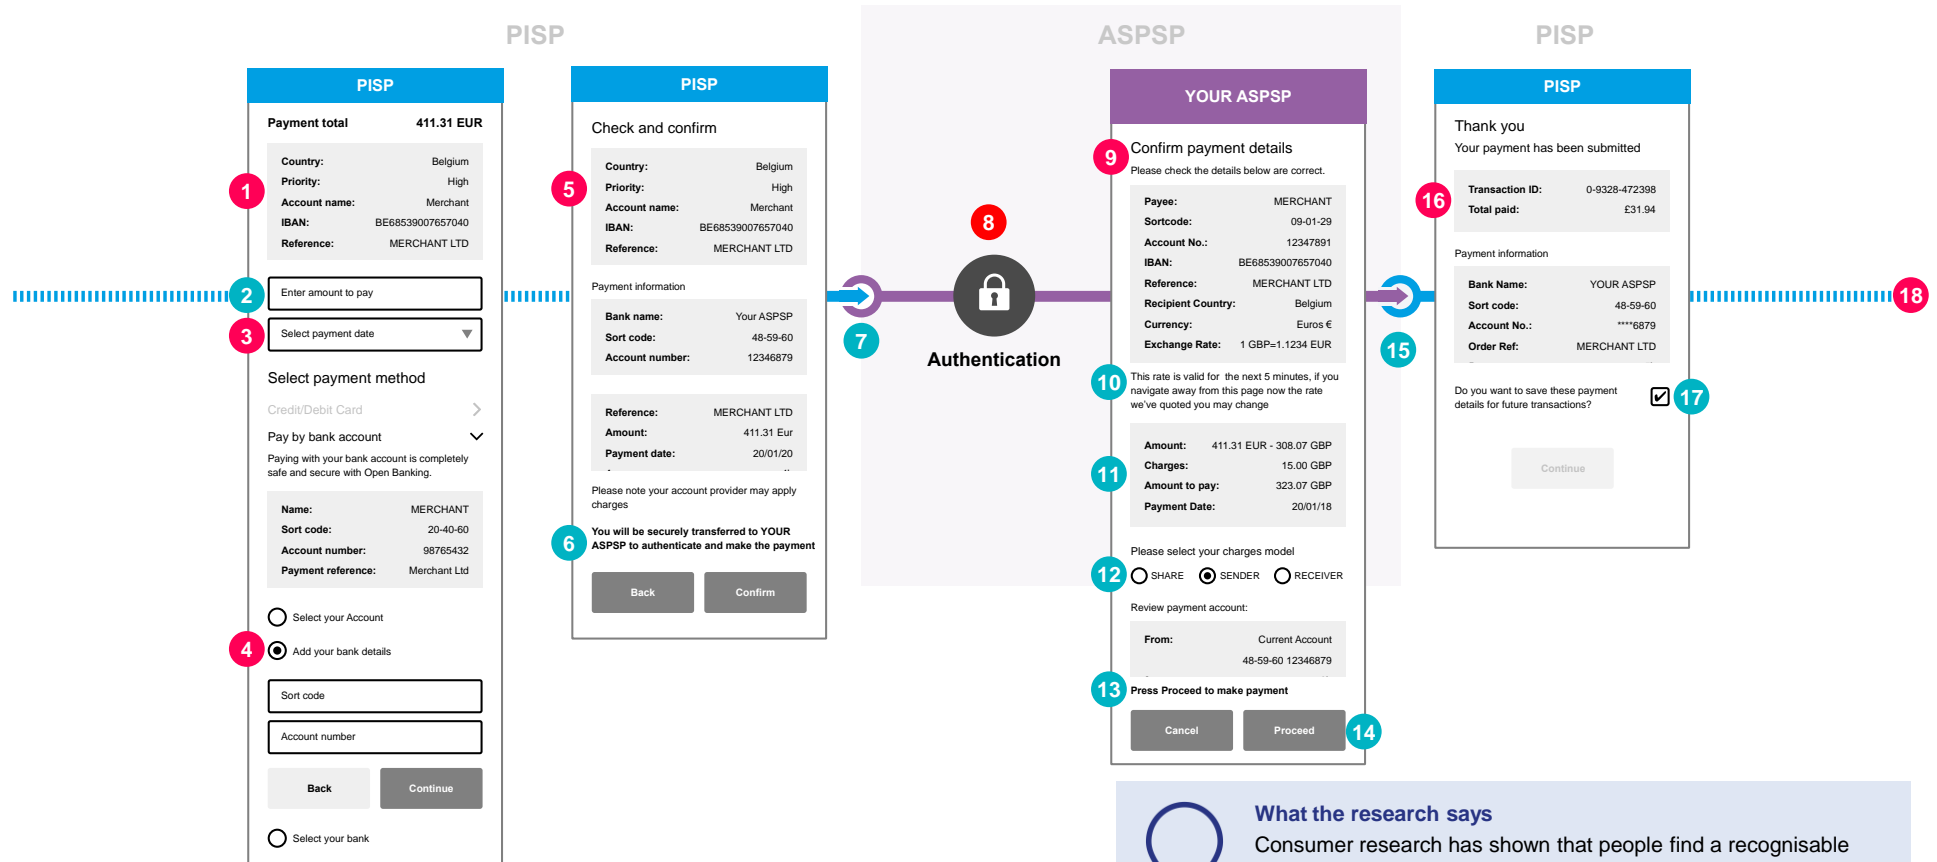 PISP
ASPSP
PISP
PISP
Payment total 411.31 EUR
Country: Belgium
Priority: High
Account name: Merchant
IBAN: BE68539007657040
Reference: MERCHANT LTD
1
2
Enter amount to pay
3
Select payment date
Select payment method
Credit/Debit Card
Pay by bank account
Paying with your bank account is completely
safe and secure with Open Banking.
Name: MERCHANT
Sort code: 20-40-60
Account number: 98765432
Payment reference: Merchant Ltd
Select your Account
4
Add your bank details
Sort code
Account number
Back Continue
Select your bank
PISP
Check and confirm
5
Country: Belgium
Priority: High
Account name: Merchant
IBAN: BE68539007657040
Reference: MERCHANT LTD
Payment information
Bank name: Your ASPSP
Sort code: 48-59-60
Account number: 12346879
Reference: MERCHANT LTD
Amount: 411.31 Eur
Payment date: 20/01/20
Please note your account provider may apply
charges
6
You will be securely transferred to YOUR
ASPSP to authenticate and make the payment
Back Confirm
7
8
Authentication
YOUR ASPSP
9
Confirm payment details
Please check the details below are correct.
Payee: MERCHANT
Sortcode: 09-01-29
Account No.: 12347891
IBAN: BE68539007657040
Reference: MERCHANT LTD
Recipient Country: Belgium
Currency: Euros €
Exchange Rate: 1 GBP=1.1234 EUR
10
This rate is valid for the next 5 minutes, if you
navigate away from this page now the rate
we've quoted you may change
11
Amount: 411.31 EUR - 308.07 GBP
Charges: 15.00 GBP
Amount to pay: 323.07 GBP
Payment Date: 20/01/18
Please select your charges model
12
SHARE SENDER RECEIVER
Review payment account:
From: Current Account
48-59-60 12346879
13
Press Proceed to make payment
Cancel Proceed
14
15
PISP
Thank you
Your payment has been submitted
16
Transaction ID: 0-9328-472398
Total paid: £31.94
Payment information
Bank Name: YOUR ASPSP
Sort code: 48-59-60
Account No.: ****6879
Order Ref: MERCHANT LTD
Do you want to save these payment
details for future transactions?
17
Continue
18
What the research says
Consumer research has shown that people find a recognisable